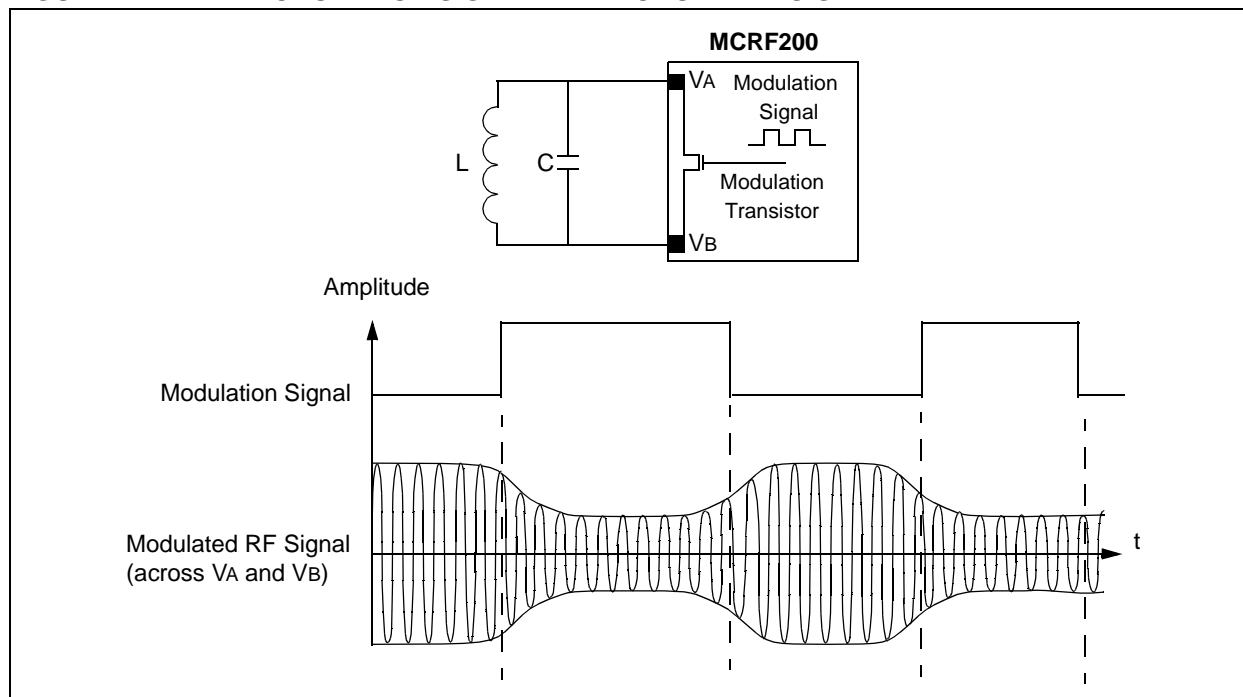 MCRF200
VA
Modulation
Signal
L
C
Modulation
Transistor
VB
Amplitude
Modulation Signal
Modulated RF Signal
(across VA and VB)
t